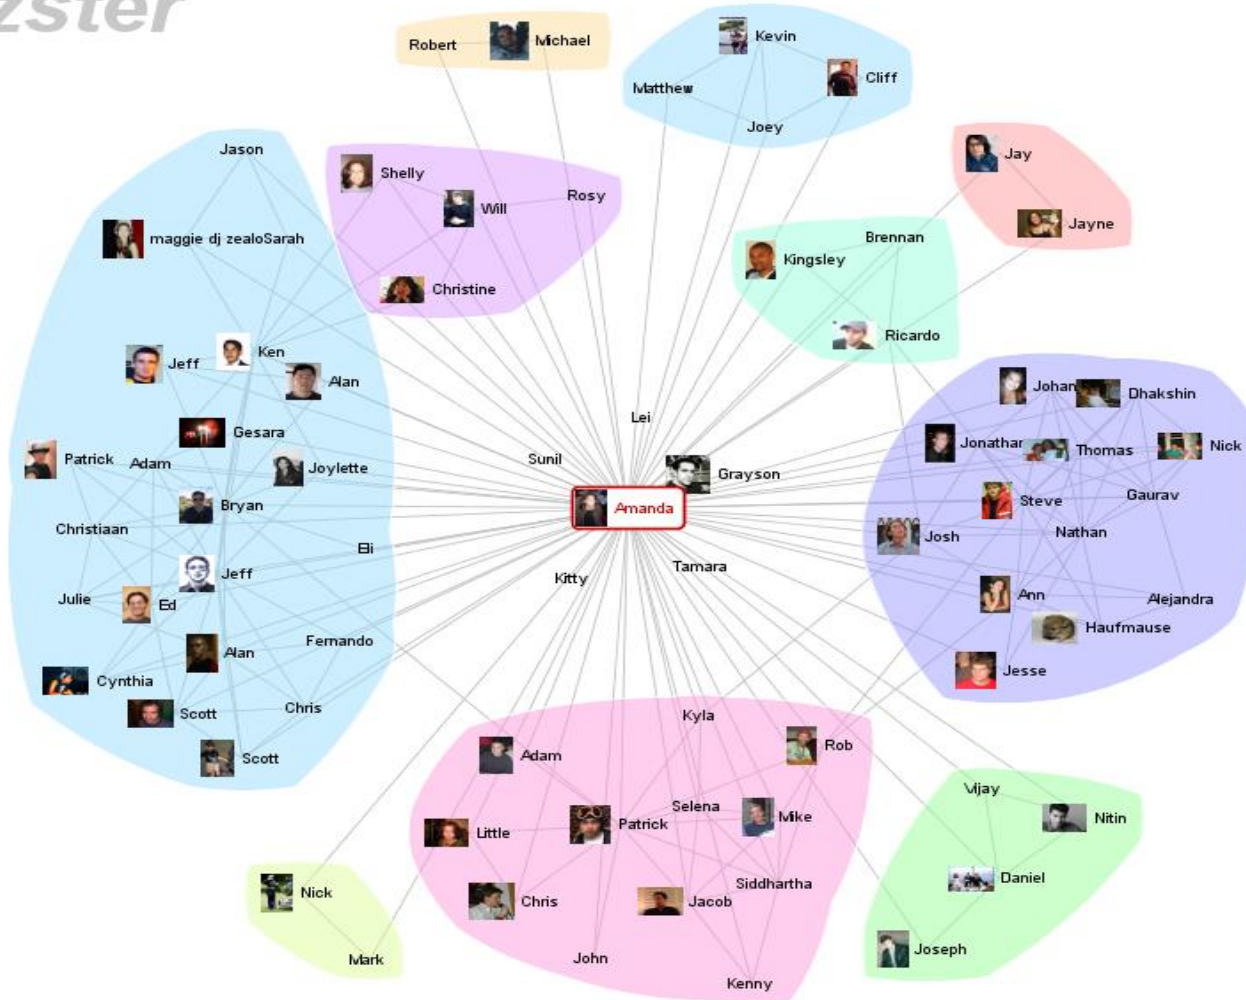 zster
Robert
Michael
Kevin
Matthew
Cliff
Joey
Jason
Shelly
Will
Rosy
Jay
Jayne
maggie dj zealoSarah
Christine
Brennan
Kingsley
Ricardo
Jeff
Ken
Alan
Johan
Dhakshin
Lei
Gesara
Patrick
Adam
Joylette
Sunil
Grayson
Jonathar
Thomas
Nick
Bryan
Amanda
Steve
Gaurav
Christiaan
Eli
Josh
Nathan
Jeff
Kitty
Tamara
Julie
Ed
Ann
Alejandra
Haufmause
Alan
Fernando
Jesse
Cynthia
Scott
Chris
Kyla
Scott
Adam
Rob
Vijay
Nitin
Selena
Little
Patrick
Mike
Nick
Chris
Jacob
Siddhartha
Daniel
Mark
John
Joseph
Kenny